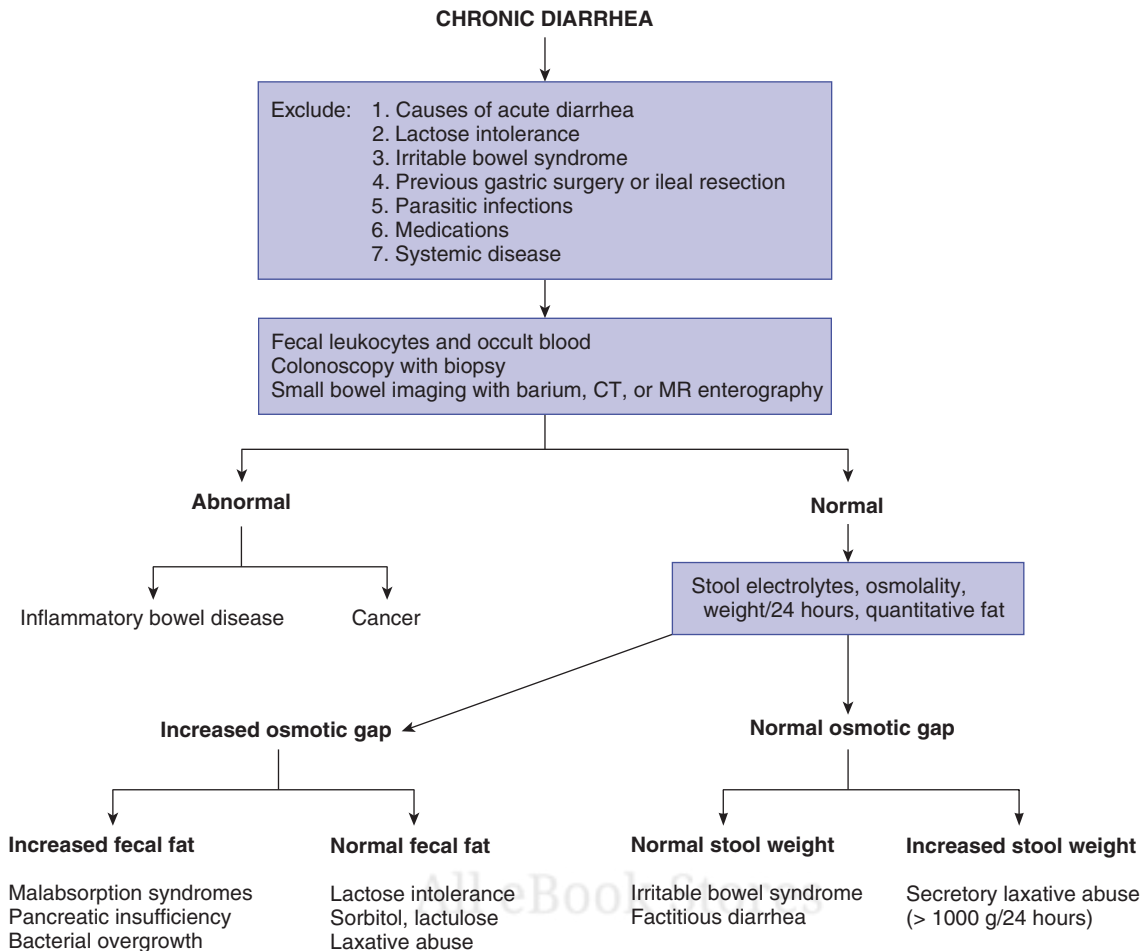 CHRONIC DIARRHEA
Exclude: 1. Causes of acute diarrhea
2. Lactose intolerance
3. Irritable bowel syndrome
4. Previous gastric surgery or ileal resection
5. Parasitic infections
6. Medications
7. Systemic disease
Fecal leukocytes and occult blood
Colonoscopy with biopsy
Small bowel imaging with barium, CT, or MR enterography
Abnormal
Normal
Inflammatory bowel disease
Cancer
Stool electrolytes, osmolality,
weight/24 hours, quantitative fat
Increased osmotic gap
Normal osmotic gap
Increased fecal fat
Malabsorption syndromes
Pancreatic insufficiency
Bacterial overgrowth
Normal fecal fat
Lactose intolerance
Sorbitol, lactulose
Laxative abuse
Normal stool weight
Irritable bowel syndrome
Factitious diarrhea
Increased stool weight
Secretory laxative abuse
(> 1000 g/24 hours)
All eBook Stores